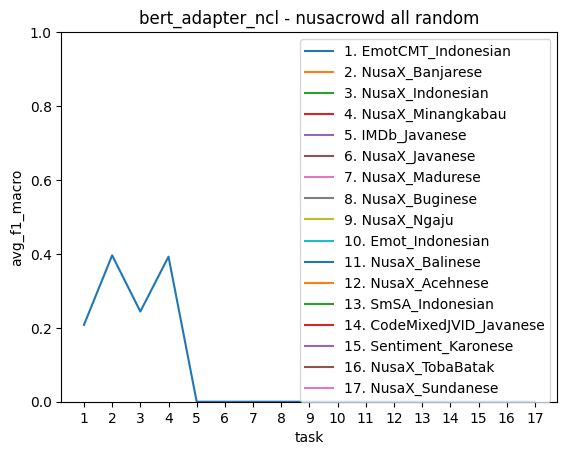 bert_adapter_ncl - nusacrowd all random
1.0
0.8
0.6
0.4
0.2
0.0
avg_f1_macro
1. EmotCMT_Indonesian
2. NusaX_Banjarese
3. NusaX_Indonesian
4. NusaX_Minangkabau
5. IMDb_Javanese
6. NusaX_Javanese
7. NusaX_Madurese
8. NusaX_Buginese
9. NusaX_Ngaju
10. Emot_Indonesian
11. NusaX_Balinese
12. NusaX_Acehnese
13. SmSA_Indonesian
14. CodeMixedJVID_Javanese
15. Sentiment_Karonese
16. NusaX_TobaBatak
17. NusaX_Sundanese
1 2 3 4 5 6 7 8 9 10 11 12 13 14 15 16 17
task